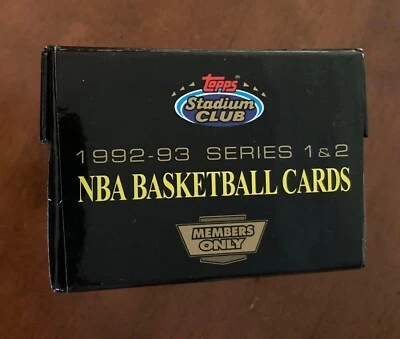 Topps
Stadium
CLUB
1992-93 SERIES 1&2
NBA BASKETBALL CARDS
MEMBERS
ONLY